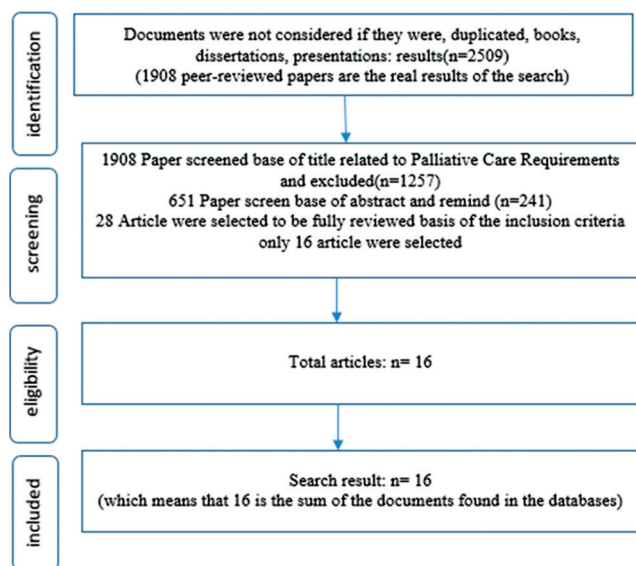 identification
Documents were not considered if they were, duplicated, books,
dissertations, presentations: results(n=2509)
(1908 peer-reviewed papers are the real results of the search)
screening
1908 Paper screened base of title related to Palliative Care Requirements
and excluded(n=1257)
651 Paper screen base of abstract and remind (n=241)
28 Article were selected to be fully reviewed basis of the inclusion criteria
only 16 article were selected
eligibility
Total articles: n= 16
included
Search result: n= 16
(which means that 16 is the sum of the documents found in the databases)